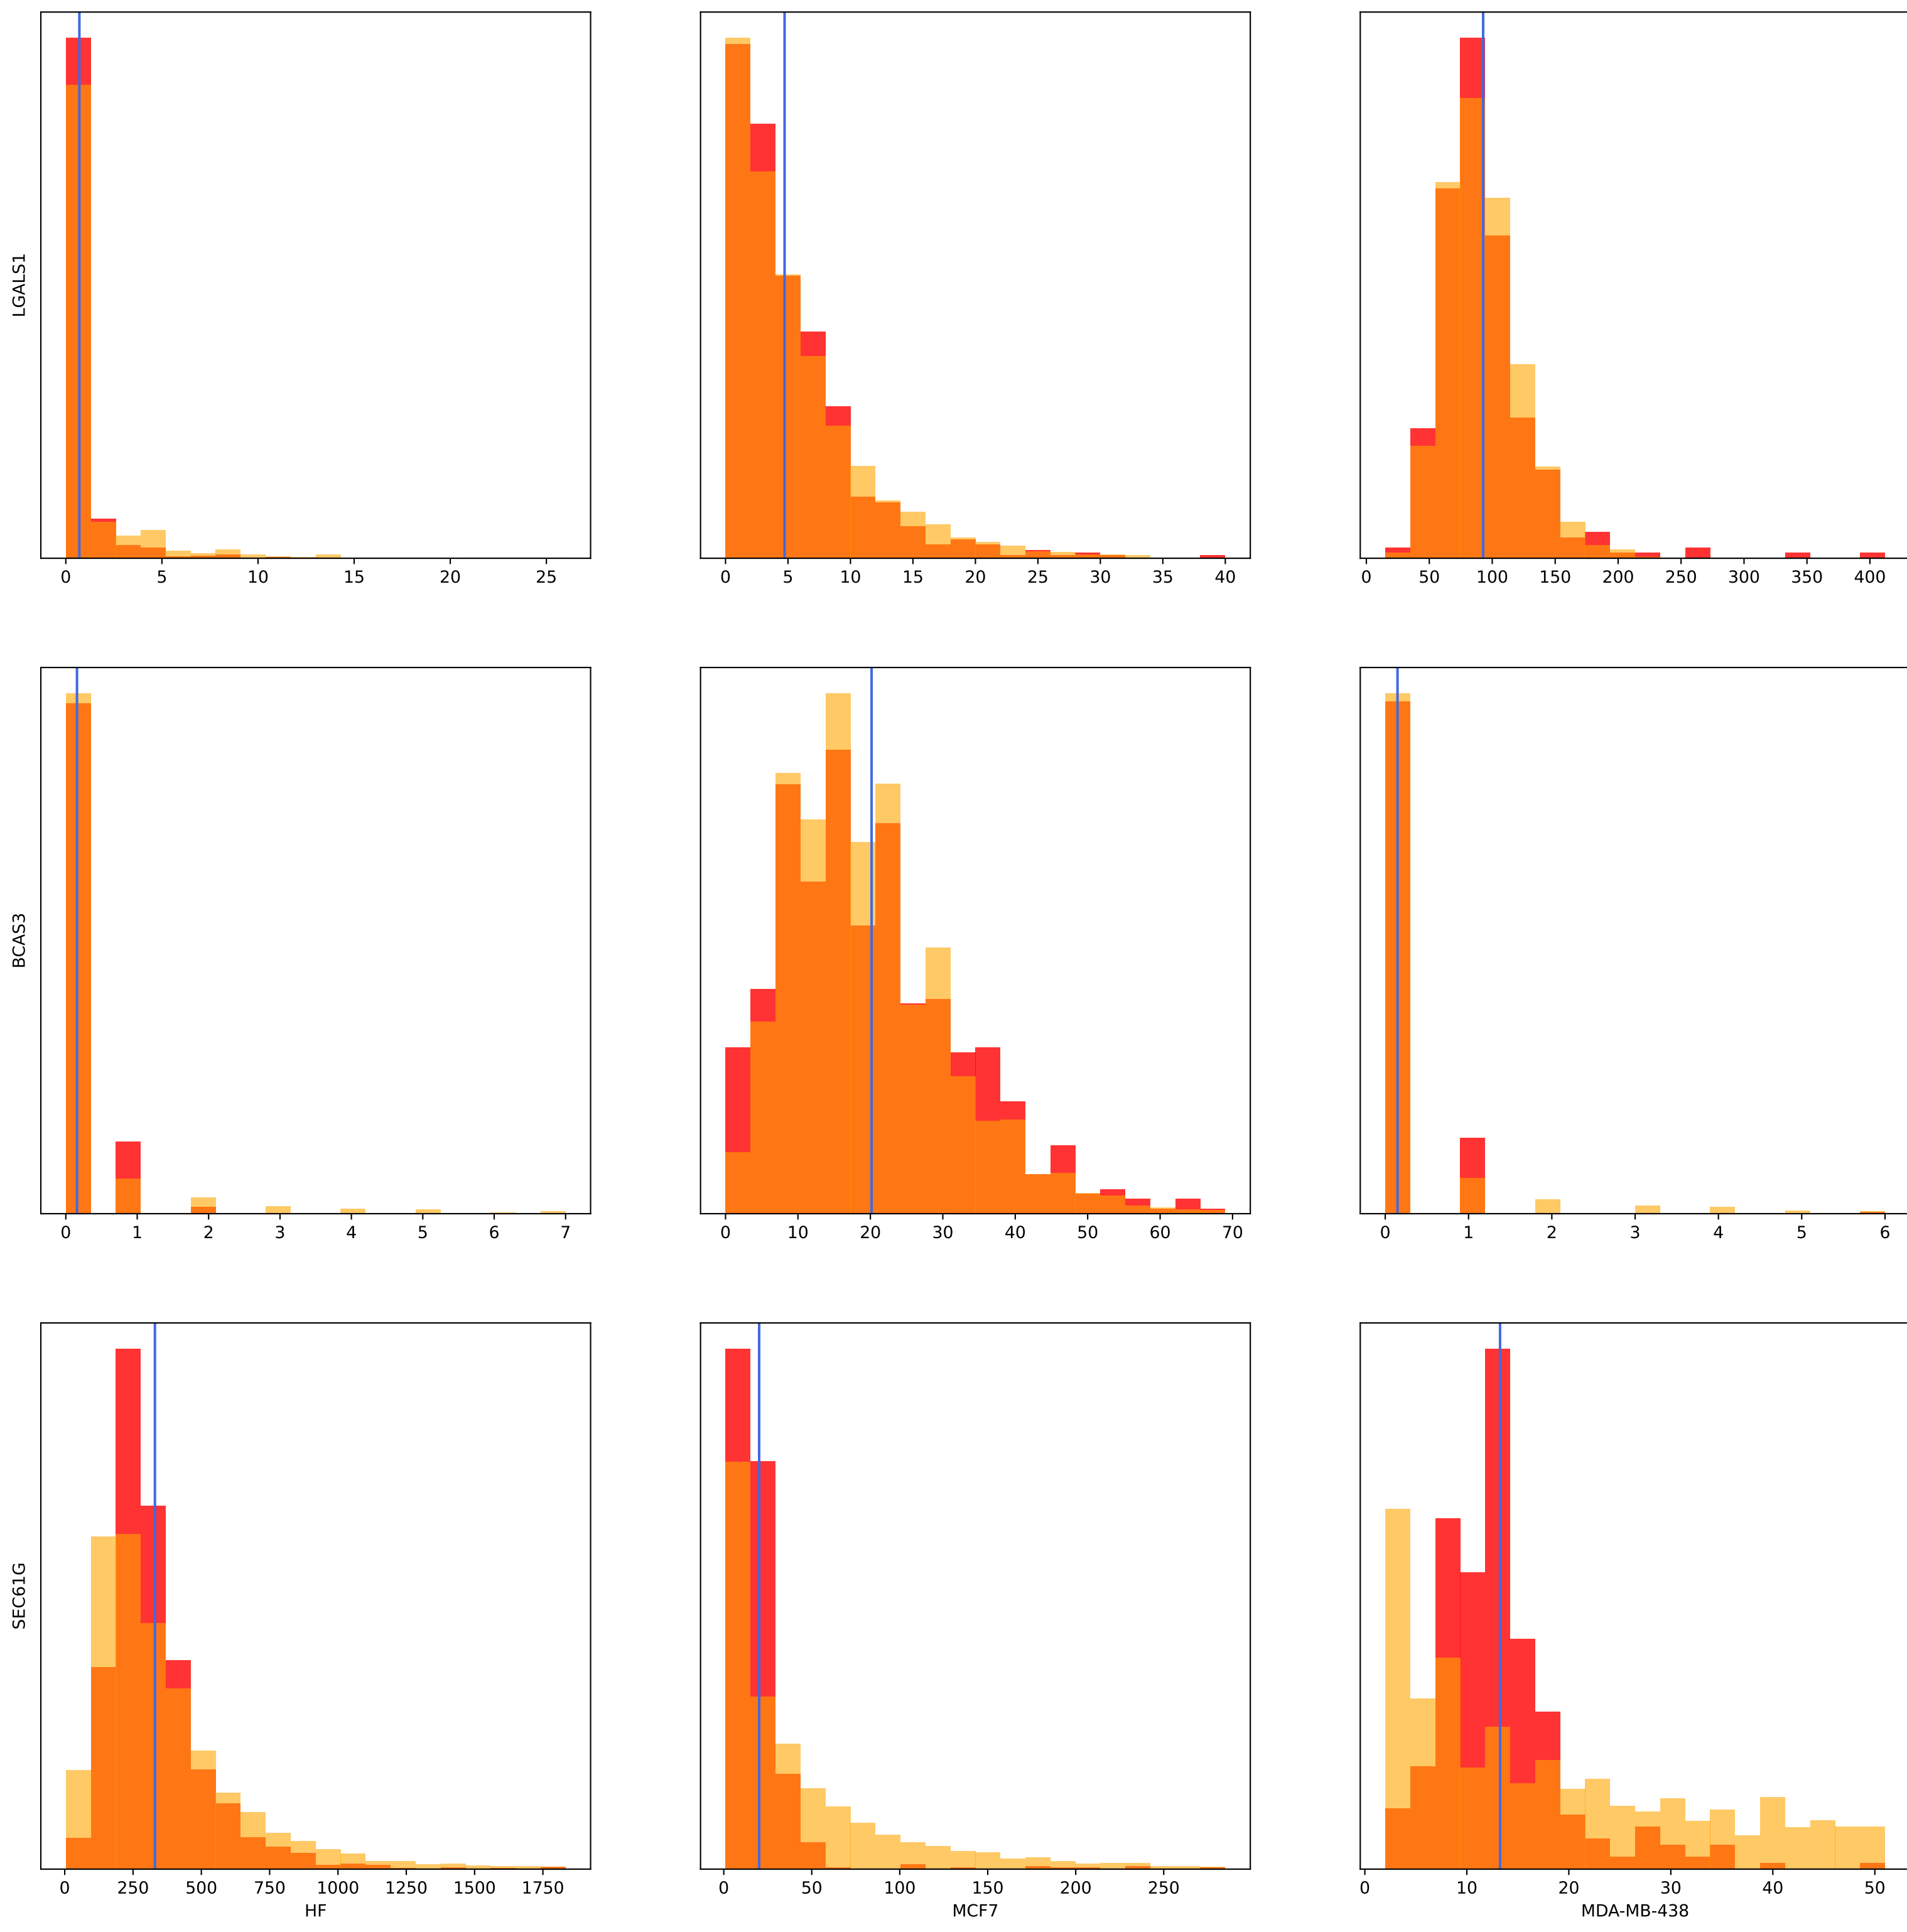 LGALS1
0 5 10 15 20 25
0 5 10 15 20 25 30 35 40
0 50 100 150 200 250 300 350 400
BCAS3
0 1 2 3 4 5 6 7
0 10 20 30 40 50 60 70
0 1 2 3 4 5 6
SEC61G
0 250 500 750 1000 1250 1500 1750
HF
0 50 100 150 200 250
MCF7
0 10 20 30 40 50
MDA-MB-438